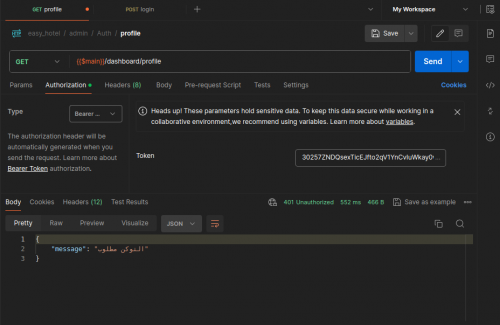 GET profile
POST login
My Workspace
easy_hotel / admin / Auth / profile
Save
GET
{{$main}}/dashboard/profile
Send
Params
Authorization
Headers (8)
Body
Pre-request Script
Tests
Settings
Cookies
Type
Bearer ...
Heads up! These parameters hold sensitive data. To keep this data secure while working in a
collaborative environment,we recommend using variables. Learn more about variables.
The authorization header will be
automatically generated when you
send the request. Learn more about
Bearer Token authorization.
Token
Body
Cookies
Headers (12)
Test Results
401 Unauthorized
552 ms
466 B
Save as example
Pretty
Raw
Preview
Visualize
JSON
1 {
2 "message": "التوكن مطلوب"
3 }